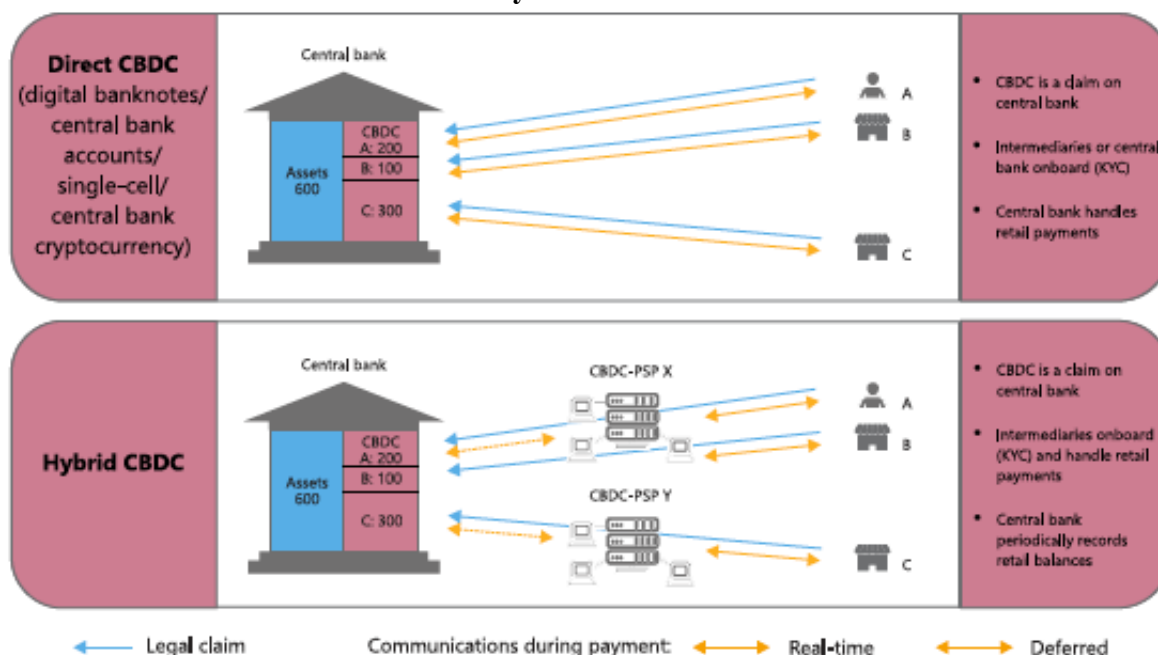 Direct CBDC
(digital banknotes/
central bank
accounts/
single-cell/
central bank
cryptocurrency)
Central bank
Assets
600
CBDC
A: 200
B: 100
C: 300
A
B
C
• CBDC is a claim on
central bank
• Intermediaries or central
bank onboard (KYC)
• Central bank handles
retail payments
Hybrid CBDC
Central bank
Assets
600
CBDC
A: 200
B: 100
C: 300
CBDC-PSP X
CBDC-PSP Y
A
B
C
• CBDC is a claim on
central bank
• Intermediaries onboard
(KYC) and handle retail
payments
• Central bank
periodically records
retail balances
Legal claim
Communications during payment:
Real-time
Deferred